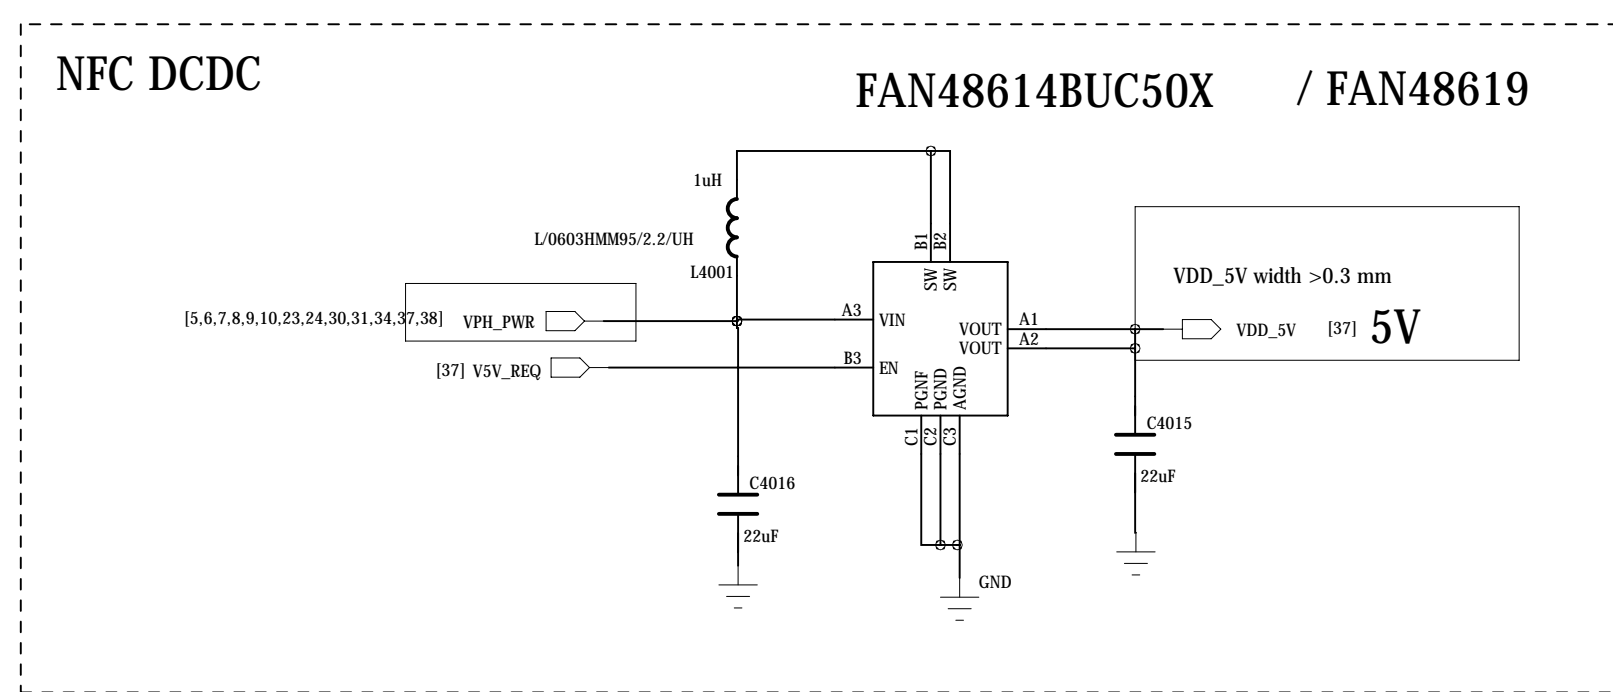 NFC DCDC
FAN48614BUC50X / FAN48619
1uH
L/0603HMM95/2.2/UH
L4001
B1
B2
SW
SW
VDD_5V width >0.3 mm
[5,6,7,8,9,10,23,24,30,31,34,37,38]
VPH_PWR
A3
VIN
VOUT
A1
VOUT
A2
VDD_5V
[37]
5V
[37] V5V_REQ
B3
EN
PGNF
PGND
AGND
C1
C2
C3
C4015
22uF
C4016
22uF
GND